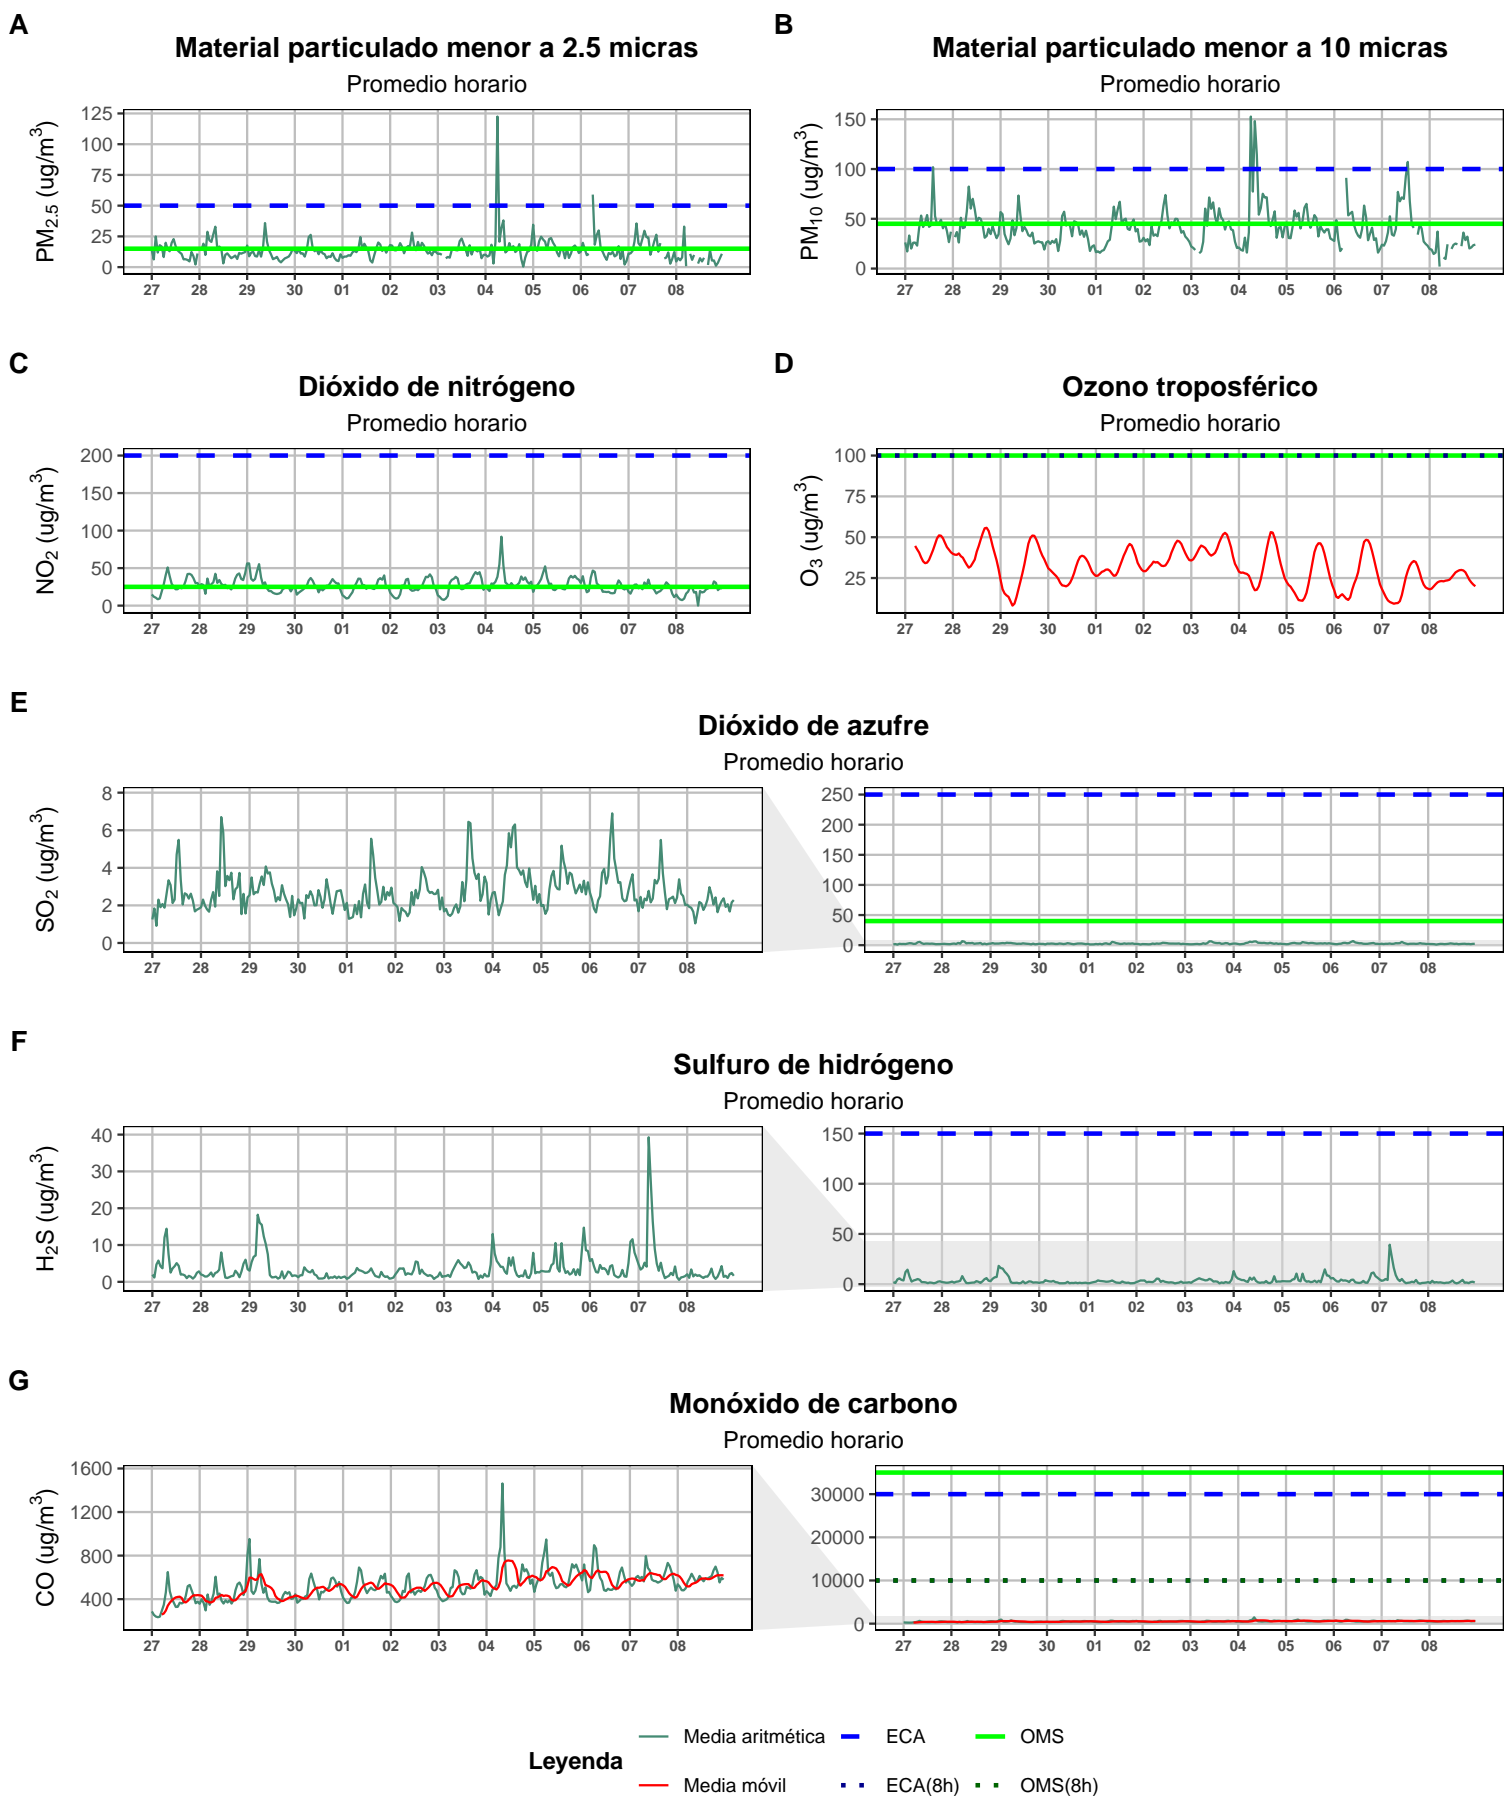 A
Material particulado menor a 2.5 micras
Promedio horario
PM2.5 (ug/m3)
125
100
75
50
25
0
27 28 29 30 01 02 03 04 05 06 07 08
B
Material particulado menor a 10 micras
Promedio horario
PM10 (ug/m3)
150
100
50
0
27 28 29 30 01 02 03 04 05 06 07 08
C
Dióxido de nitrógeno
Promedio horario
NO2 (ug/m3)
200
150
100
50
0
27 28 29 30 01 02 03 04 05 06 07 08
D
Ozono troposférico
Promedio horario
O3 (ug/m3)
100
75
50
25
27 28 29 30 01 02 03 04 05 06 07 08
E
Dióxido de azufre
Promedio horario
SO2 (ug/m3)
8
6
4
2
0
27 28 29 30 01 02 03 04 05 06 07 08
250
200
150
100
50
0
27 28 29 30 01 02 03 04 05 06 07 08
F
Sulfuro de hidrógeno
Promedio horario
H2S (ug/m3)
40
30
20
10
0
27 28 29 30 01 02 03 04 05 06 07 08
150
100
50
0
27 28 29 30 01 02 03 04 05 06 07 08
G
Monóxido de carbono
Promedio horario
CO (ug/m3)
1600
1200
800
400
27 28 29 30 01 02 03 04 05 06 07 08
30000
20000
10000
0
27 28 29 30 01 02 03 04 05 06 07 08
Leyenda
Media aritmética ECA OMS
Media móvil ECA(8h) OMS(8h)